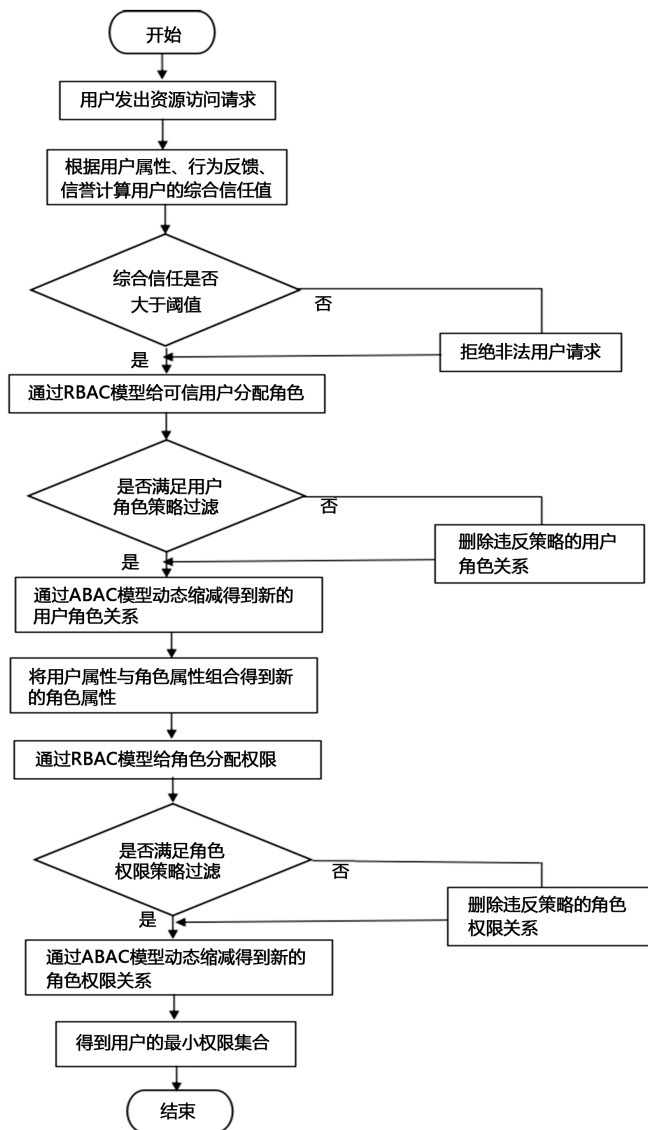 开始
用户发出资源访问请求
根据用户属性、行为反馈、
信誉计算用户的综合信任值
综合信任是否
大于阈值
否
拒绝非法用户请求
是
通过RBAC模型给可信用户分配角色
是否满足用户
角色策略过滤
否
删除违反策略的用户
角色关系
是
通过ABAC模型动态缩减得到新的
用户角色关系
将用户属性与角色属性组合得到新
的角色属性
通过RBAC模型给角色分配权限
是否满足角色
权限策略过滤
否
删除违反策略的角色
权限关系
是
通过ABAC模型动态缩减得到新的
角色权限关系
得到用户的最小权限集合
结束